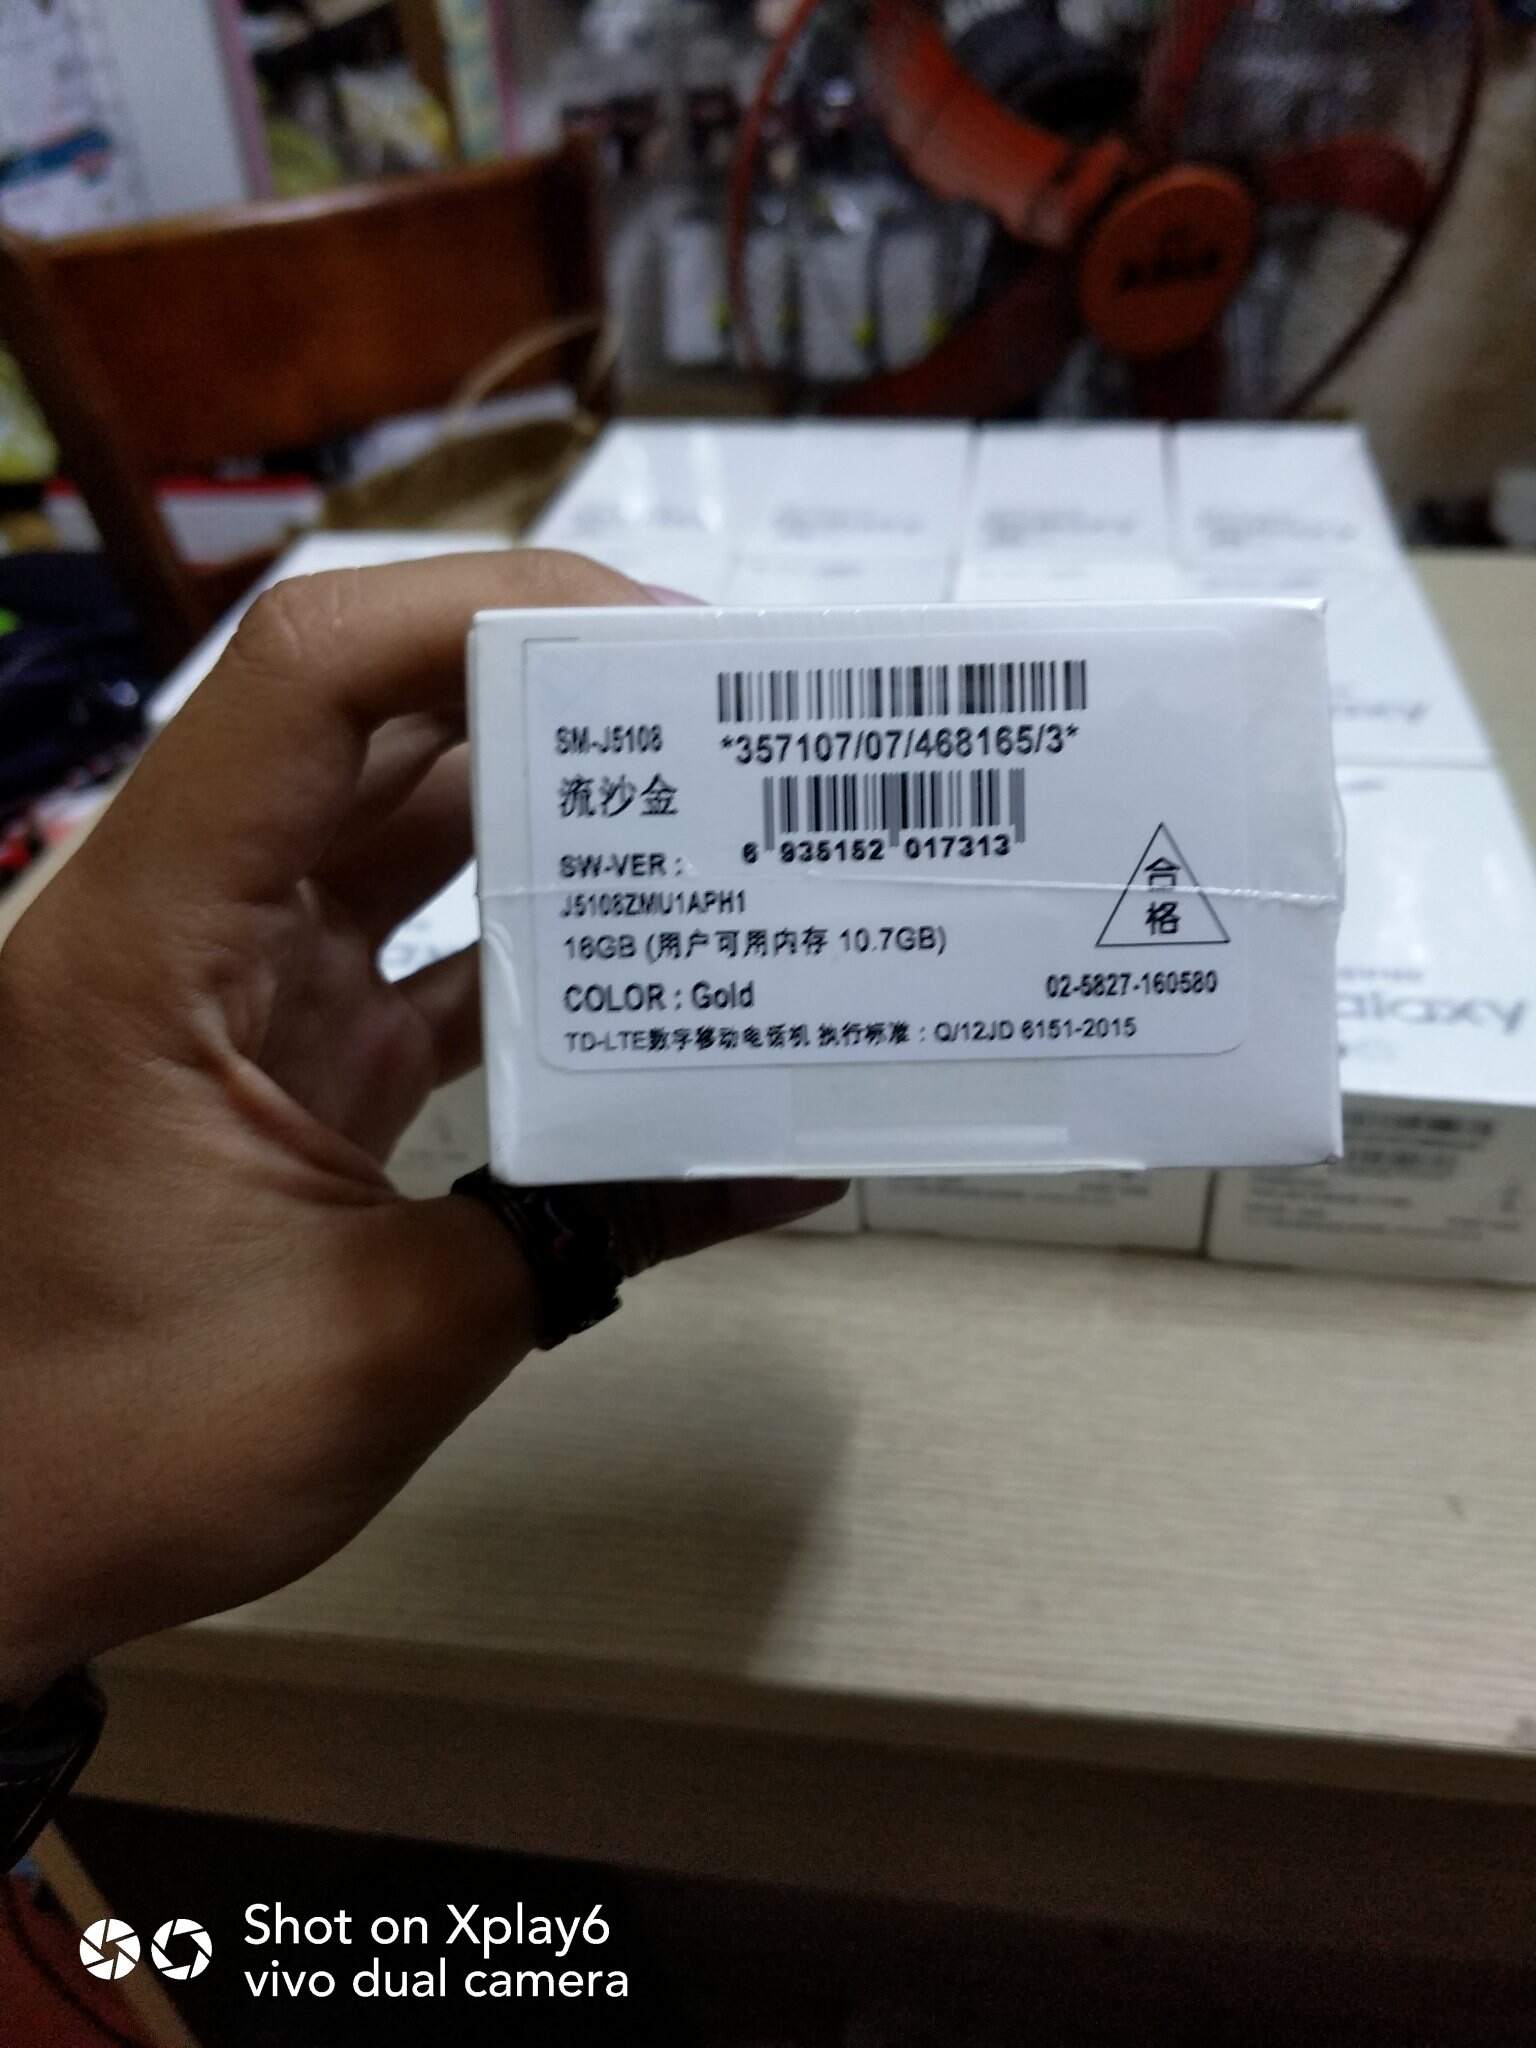 SM-J5108
*357107/07/468165/3*
流沙金
6 935152 017313
SW-VER :
J5108ZMU1APH1
合格
16GB (用户可用内存 10.7GB)
COLOR : Gold
02-5827-160580
TD-LTE数字移动电话机 执行标准 : Q/12JD 6151-2015
Galaxy
Shot on Xplay6
vivo dual camera